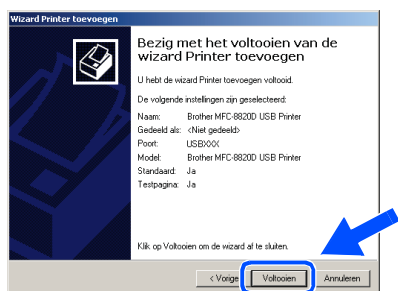 Wizard Printer toevoegen
Bezig met het voltooien van de
wizard Printer toevoegen
U hebt de wizard Printer toevoegen voltooid.
De volgende instellingen zijn geselecteerd:
Naam: Brother MFC-8820D USB Printer
Gedeeld als: <Niet gedeeld>
Poort: USBXXX
Model: Brother MFC-8820D USB Printer
Standaard: Ja
Testpagina: Ja
Klik op Voltooien om de wizard af te sluiten.
< Vorige Voltooien Annuleren